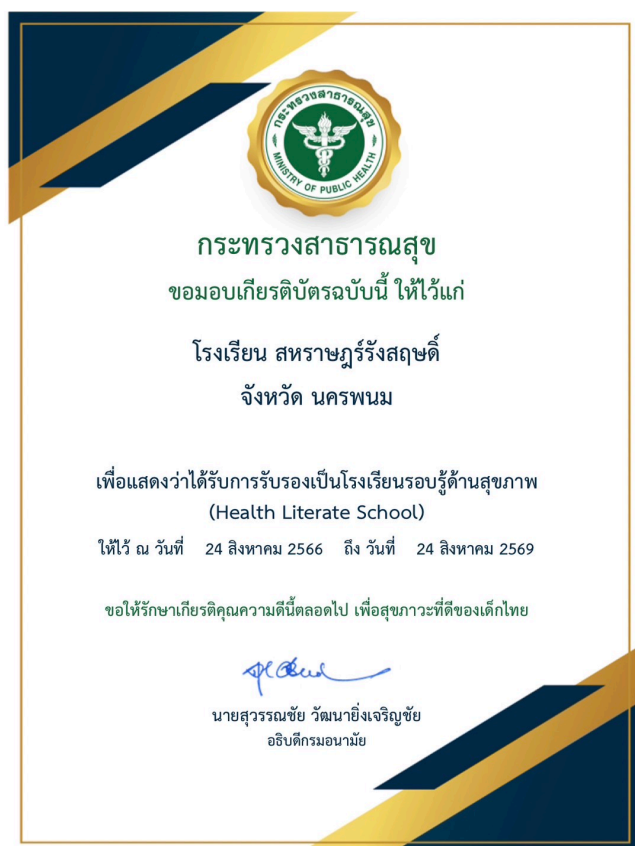 กระทรวงสาธารณสุข
MINISTRY OF PUBLIC HEALTH
กระทรวงสาธารณสุข
ขอมอบเกียรติบัตรฉบับนี้ ให้ไว้แก่
โรงเรียน สหราษฎร์รังสฤษดิ์
จังหวัด นครพนม
เพื่อแสดงว่าได้รับการรับรองเป็นโรงเรียนรอบรู้ด้านสุขภาพ
(Health Literate School)
ให้ไว้ ณ วันที่ 24 สิงหาคม 2566 ถึง วันที่ 24 สิงหาคม 2569
ขอให้รักษาเกียรติคุณความดีนี้ตลอดไป เพื่อสุขภาวะที่ดีของเด็กไทย
นายสุวรรณชัย วัฒนายิ่งเจริญชัย
อธิบดีกรมอนามัย